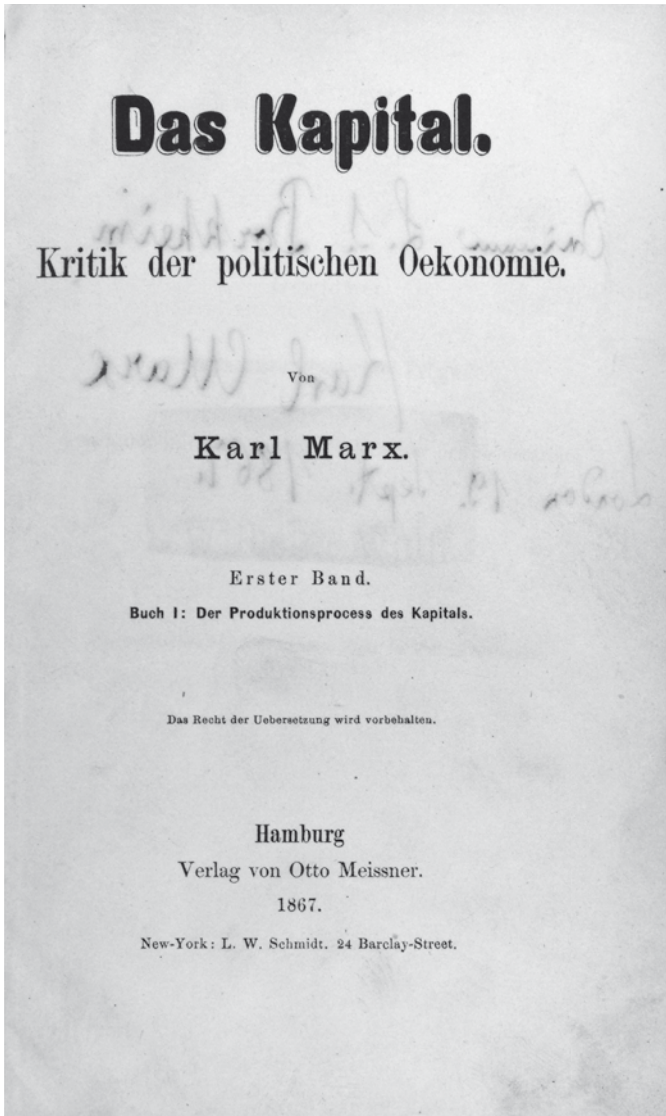 Das Kapital.
Kritik der politischen Oekonomie.
Von
Karl Marx.
Erster Band.
Buch I: Der Produktionsprocess des Kapitals.
Das Recht der Uebersetzung wird vorbehalten.
Hamburg
Verlag von Otto Meissner.
1867.
New-York: L. W. Schmidt. 24 Barclay-Street.